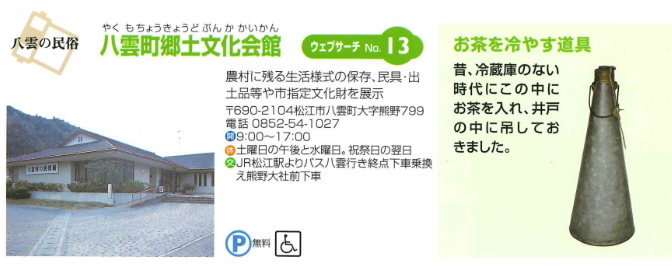 八雲の民俗
やくもちょうきょうどぶんかかいかん
八雲町郷土文化会館
ウェブサーチ No.13
農村に残る生活様式の保存、民具・出
土品等や市指定文化財を展示
〒690-2104松江市八雲町大字熊野799
電話 0852-54-1027
開9:00〜17:00
休土曜日の午後と水曜日。祝祭日の翌日
交JR松江駅よりバス八雲行き終点下車乗換
え熊野大社前下車
P無料
お茶を冷やす道具
昔、冷蔵庫のない
時代にこの中に
お茶を入れ、井戸
の中に吊してお
きました。